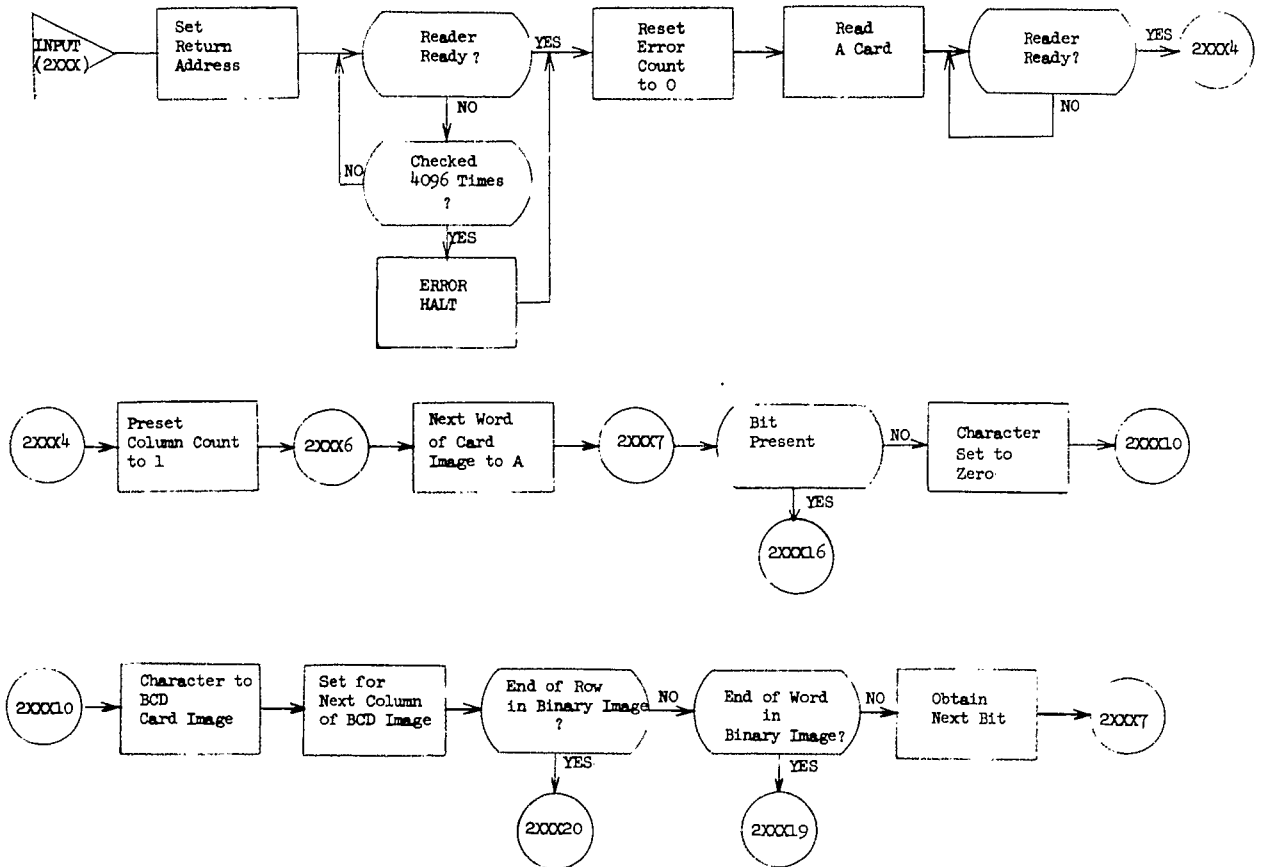 INPUT
(2XXX)
Set
Return
Address
Reader
Ready?
YES
NO
Checked
4096 Times
?
NO
YES
ERROR
HALT
Reset
Error
Count
to 0
Read
A Card
Reader
Ready?
YES
NO
2XXX4
2XXX4
Preset
Column Count
to 1
2XXX6
Next Word
of Card
Image to A
2XXX7
Bit
Present
NO
YES
2XXX16
Character
Set to
Zero
2XXX10
2XXX10
Character to
BCD
Card Image
Set for
Next Column
of BCD Image
End of Row
in Binary Image
?
NO
YES
2XXX20
End of Word
in
Binary Image?
NO
YES
2XXX19
Obtain
Next Bit
2XXX7